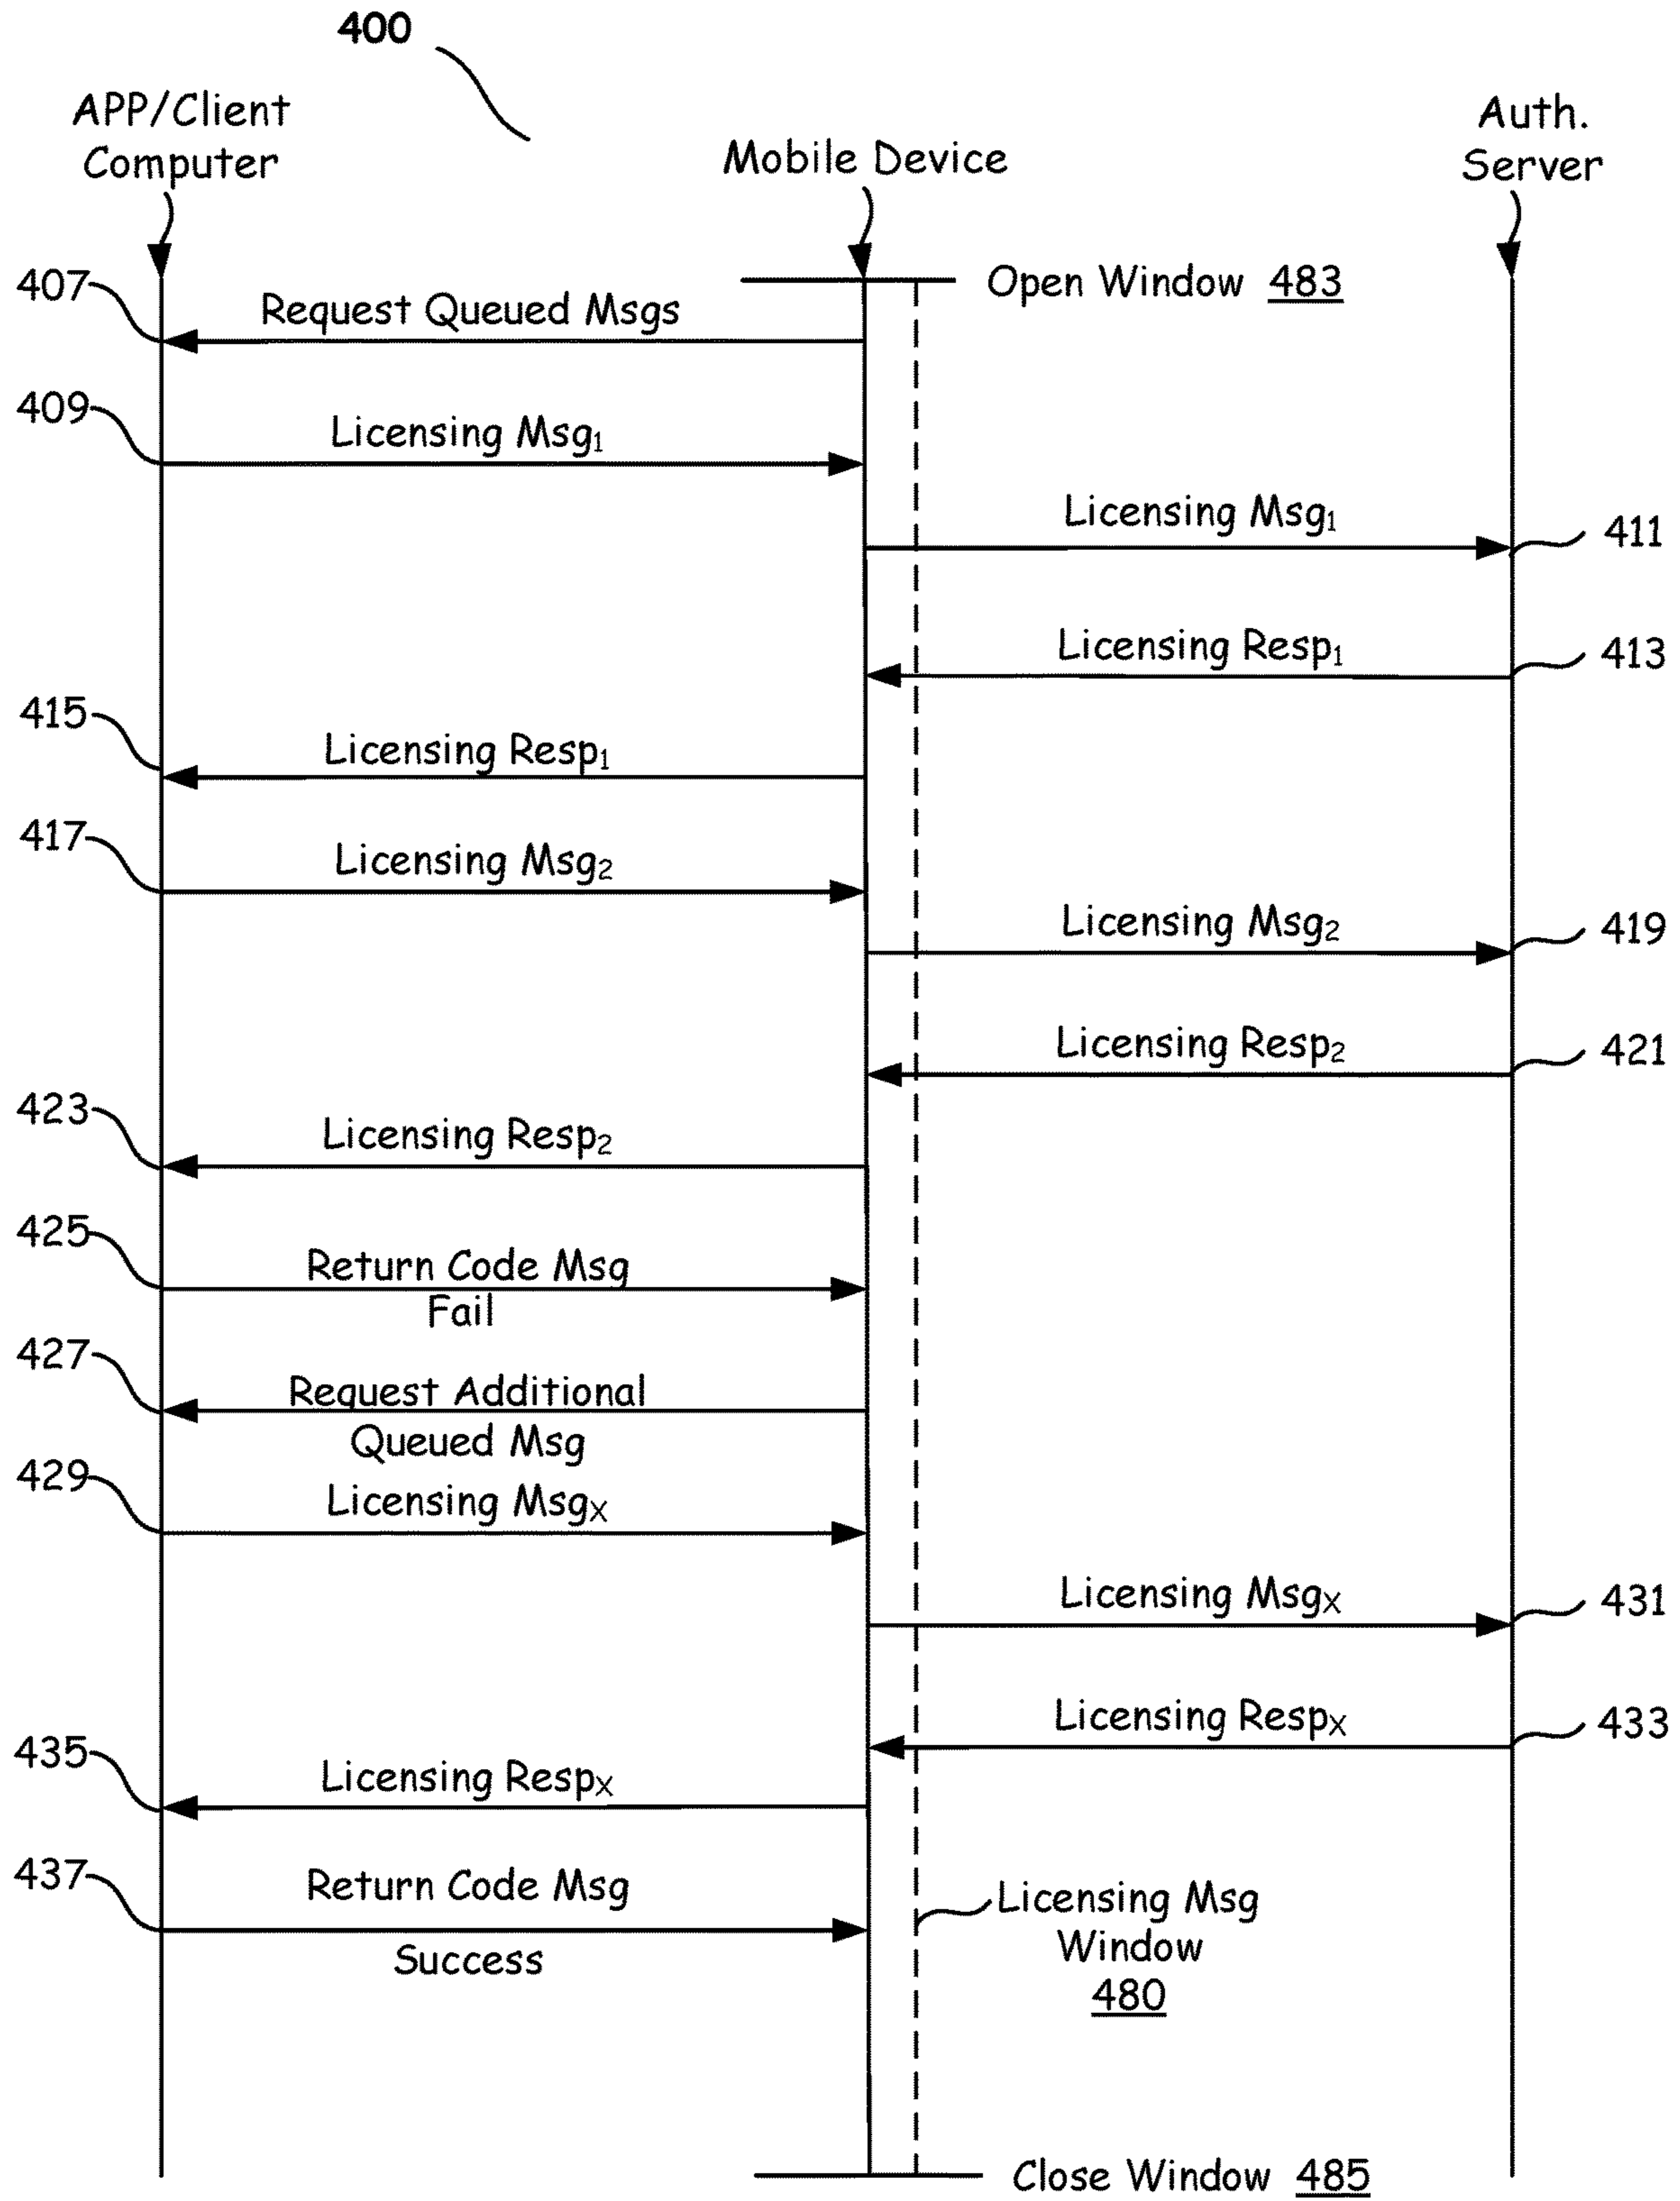 400
APP/Client
Computer
Mobile Device
Auth.
Server
Open Window 483
407
Request Queued Msgs
409
Licensing Msg1
Licensing Msg1
411
Licensing Resp1
413
415
Licensing Resp1
417
Licensing Msg2
Licensing Msg2
419
Licensing Resp2
421
423
Licensing Resp2
425
Return Code Msg
Fail
427
Request Additional
Queued Msg
429
Licensing MsgX
Licensing MsgX
431
Licensing RespX
433
435
Licensing RespX
437
Return Code Msg
Success
Licensing Msg
Window
480
Close Window 485